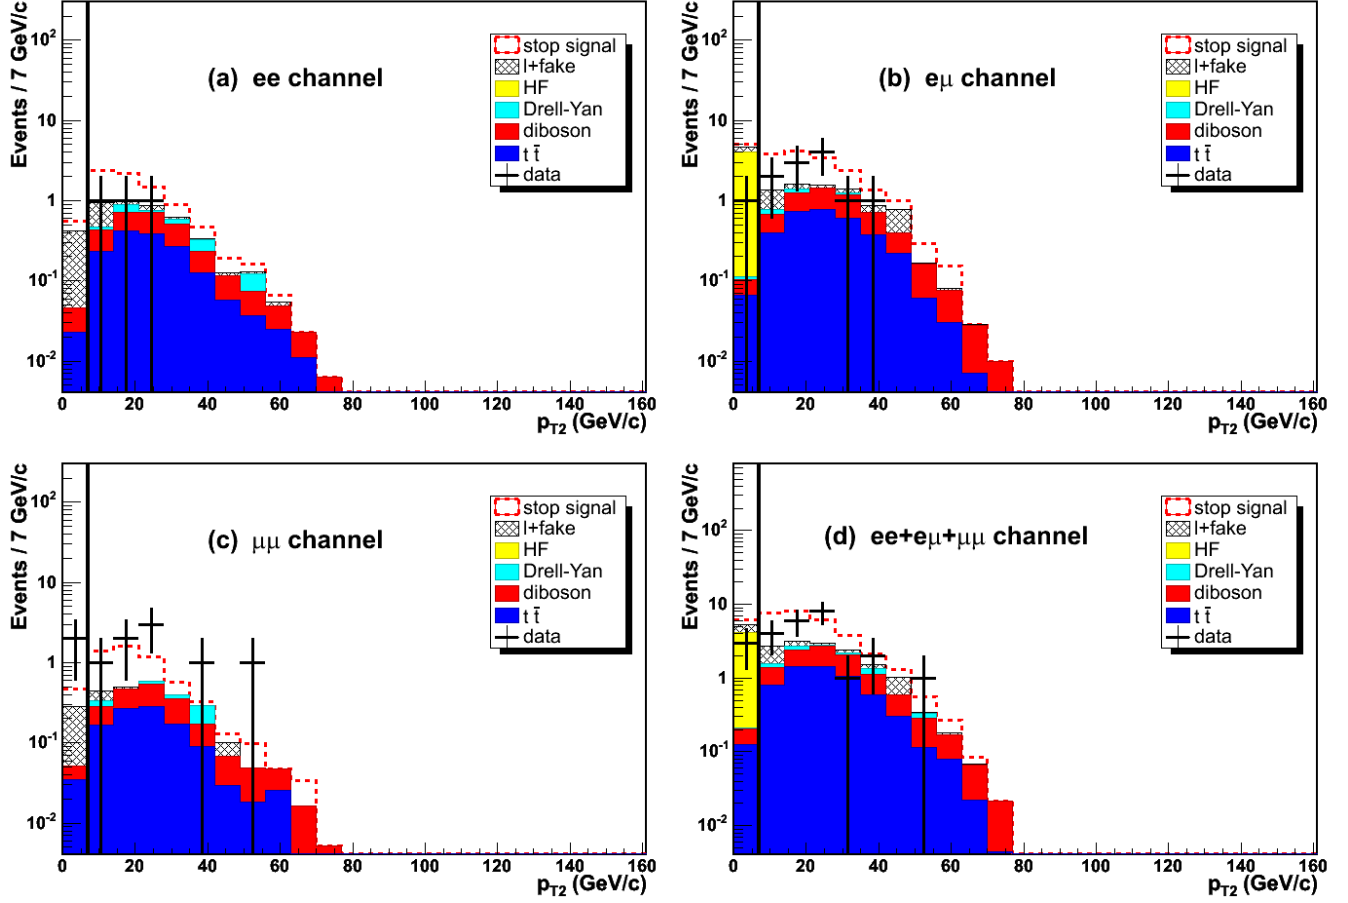 Events / 7 GeV/c
10²
10
1
10⁻¹
10⁻²
(a) ee channel
stop signal
l+fake
HF
Drell-Yan
diboson
t t̄
data
0 20 40 60 80 100 120 140 160
p_T2 (GeV/c)
Events / 7 GeV/c
10²
10
1
10⁻¹
10⁻²
(b) eμ channel
stop signal
l+fake
HF
Drell-Yan
diboson
t t̄
data
0 20 40 60 80 100 120 140 160
p_T2 (GeV/c)
Events / 7 GeV/c
10²
10
1
10⁻¹
10⁻²
(c) μμ channel
stop signal
l+fake
HF
Drell-Yan
diboson
t t̄
data
0 20 40 60 80 100 120 140 160
p_T2 (GeV/c)
Events / 7 GeV/c
10²
10
1
10⁻¹
10⁻²
(d) ee+eμ+μμ channel
stop signal
l+fake
HF
Drell-Yan
diboson
t t̄
data
0 20 40 60 80 100 120 140 160
p_T2 (GeV/c)